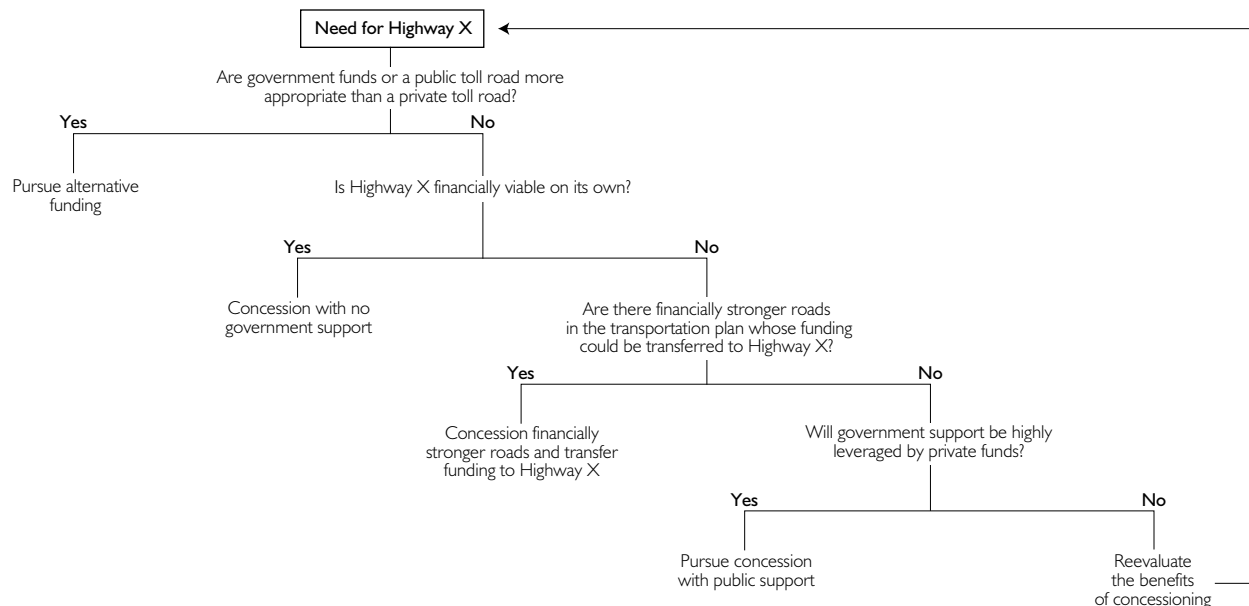 Need for Highway X
Are government funds or a public toll road more
appropriate than a private toll road?
Yes
No
Pursue alternative
funding
Is Highway X financially viable on its own?
Yes
No
Concession with no
government support
Are there financially stronger roads
in the transportation plan whose funding
could be transferred to Highway X?
Yes
No
Concession financially
stronger roads and transfer
funding to Highway X
Will government support be highly
leveraged by private funds?
Yes
No
Pursue concession
with public support
Reevaluate
the benefits
of concessioning